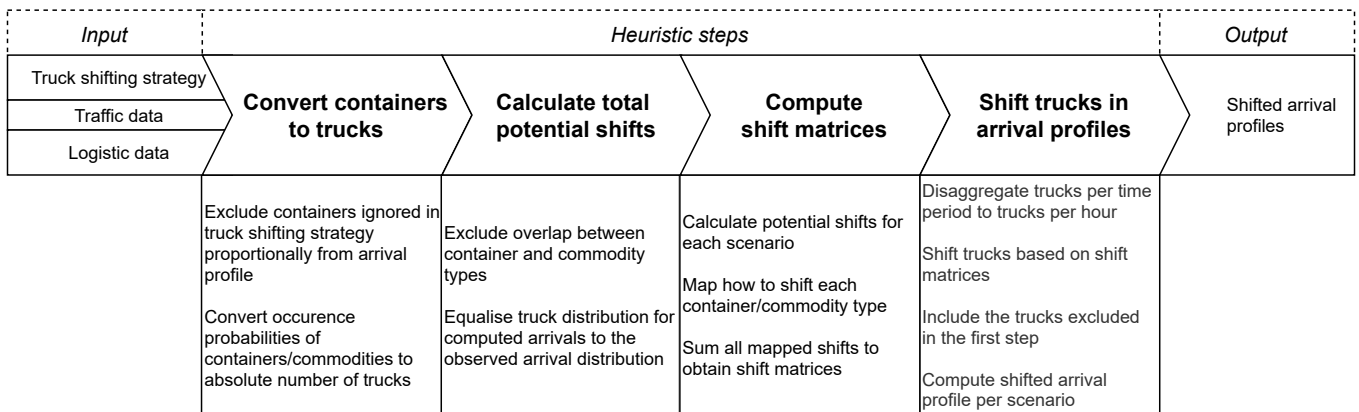 Input
Heuristic steps
Output
Truck shifting strategy
Traffic data
Logistic data
Convert containers
to trucks
Calculate total
potential shifts
Compute
shift matrices
Shift trucks in
arrival profiles
Shifted arrival
profiles
Exclude containers ignored in
truck shifting strategy
proportionally from arrival
profile
Convert occurence
probabilities of
containers/commodities to
absolute number of trucks
Exclude overlap between
container and commodity
types
Equalise truck distribution for
computed arrivals to the
observed arrival distribution
Calculate potential shifts for
each scenario
Map how to shift each
container/commodity type
Sum all mapped shifts to
obtain shift matrices
Disaggregate trucks per time
period to trucks per hour
Shift trucks based on shift
matrices
Include the trucks excluded
in the first step
Compute shifted arrival
profile per scenario